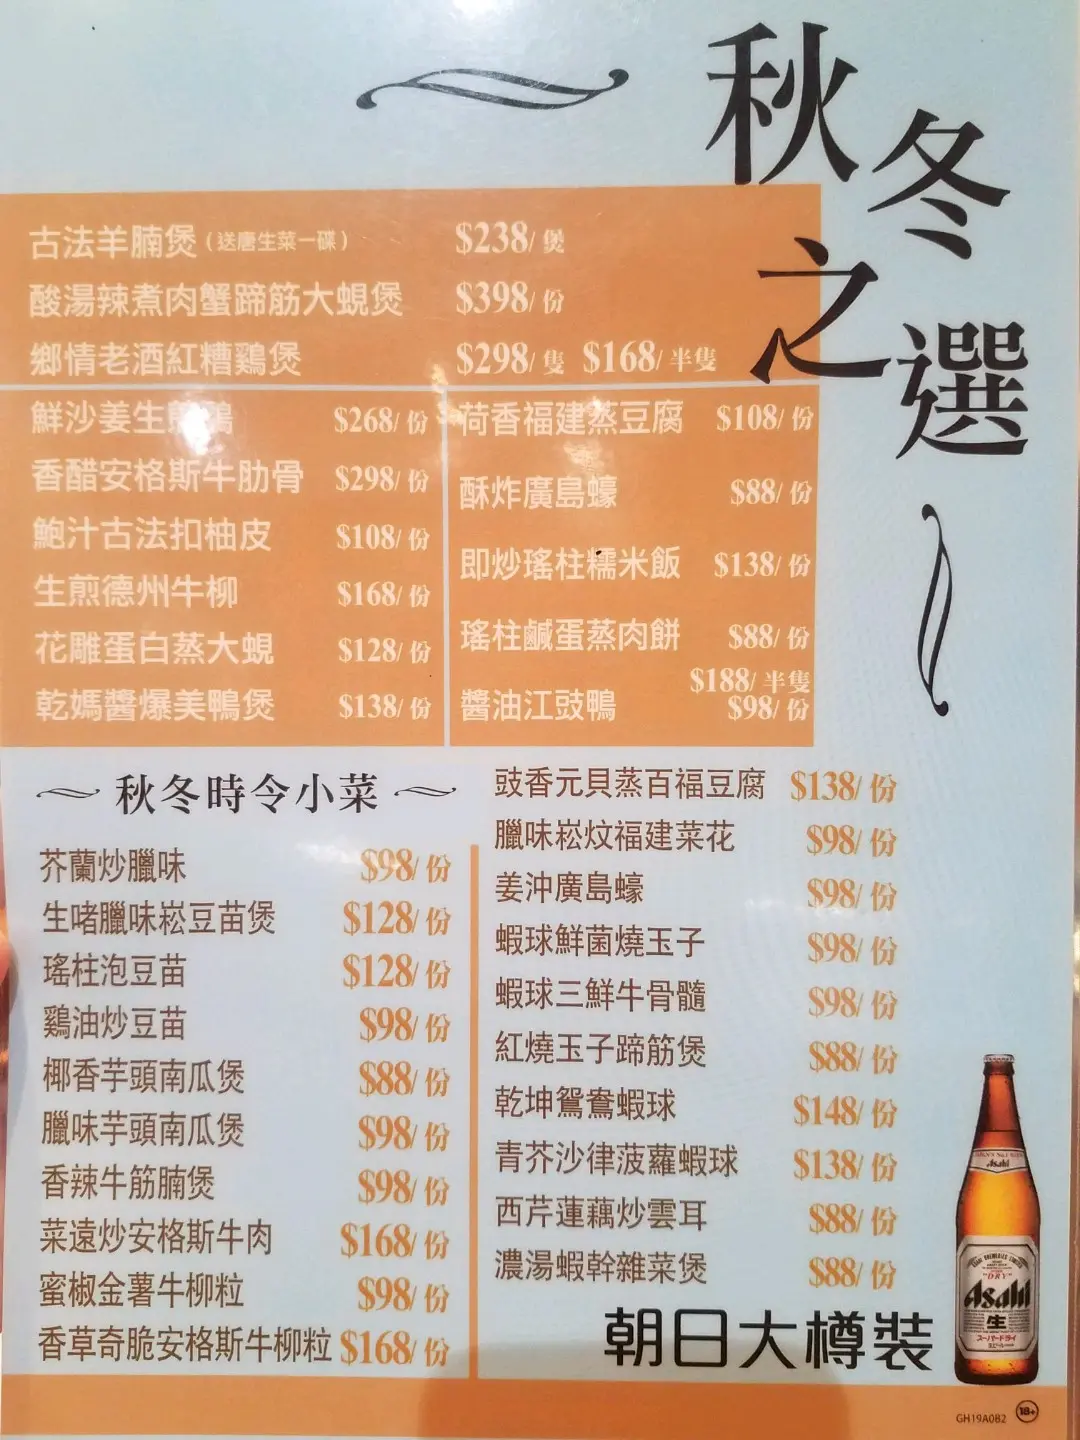 秋冬之選
古法羊腩煲（送唐生菜一碟） $238/ 煲
酸湯辣煮肉蟹蹄筋大蜆煲 $398/ 份
鄉情老酒紅糟鷄煲 $298/ 隻 $168/ 半隻
鮮沙姜生 $268/ 份
香醋安格斯牛肋骨 $298/ 份
鮑汁古法扣柚皮 $108/ 份
生煎德州牛柳 $168/ 份
花雕蛋白蒸大蜆 $128/ 份
乾媽醬爆美鴨煲 $138/ 份
荷香福建蒸豆腐 $108/ 份
酥炸廣島蠔 $88/ 份
即炒瑤柱糯米飯 $138/ 份
瑤柱鹹蛋蒸肉餅 $88/ 份
$188/ 半隻
醬油江豉鴨 $98/ 份
秋冬時令小菜
芥蘭炒臘味 $98/ 份
生啫臘味崧豆苗煲 $128/ 份
瑤柱泡豆苗 $128/ 份
鷄油炒豆苗 $98/ 份
椰香芋頭南瓜煲 $88/ 份
臘味芋頭南瓜煲 $98/ 份
香辣牛筋腩煲 $98/ 份
菜遠炒安格斯牛肉 $168/ 份
蜜椒金薯牛柳粒 $98/ 份
香草奇脆安格斯牛柳粒 $168/ 份
豉香元貝蒸百福豆腐 $138/ 份
臘味崧炆福建菜花 $98/ 份
姜沖廣島蠔 $98/ 份
蝦球鮮菌燒玉子 $98/ 份
蝦球三鮮牛骨髓 $98/ 份
紅燒玉子蹄筋煲 $88/ 份
乾坤鴛鴦蝦球 $148/ 份
青芥沙律菠蘿蝦球 $138/ 份
西芹蓮藕炒雲耳 $88/ 份
濃湯蝦幹雜菜煲 $88/ 份
朝日大樽裝
Asahi
"DRY"
Asahi
生
スーパードライ
GH19A0B2 18+